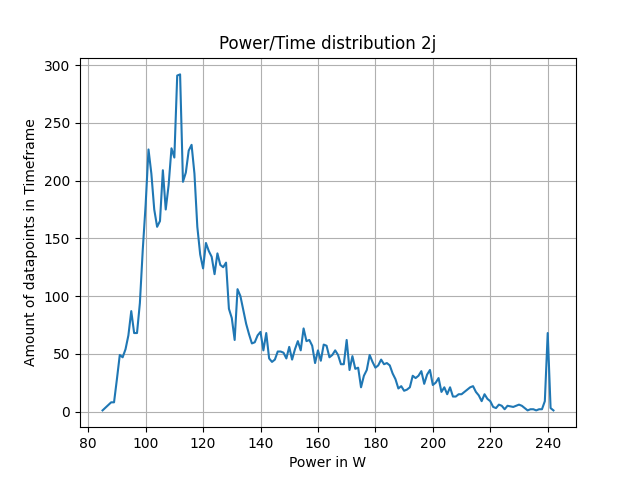 Power/Time distribution 2j
300
250
200
150
100
50
0
Amount of datapoints in Timeframe
80 100 120 140 160 180 200 220 240
Power in W